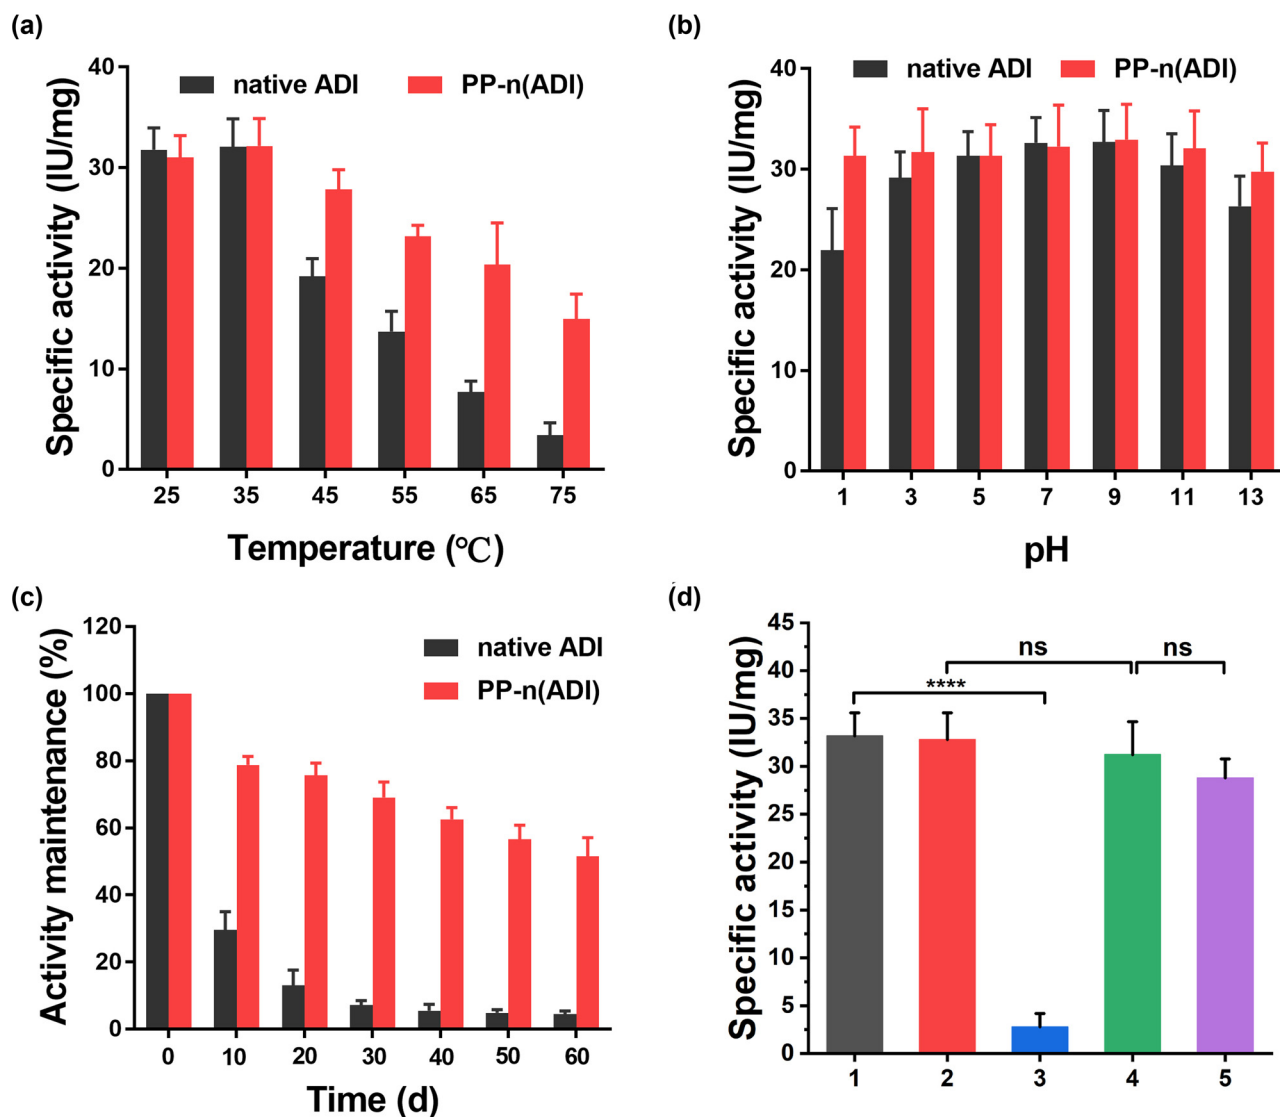 (a)
native ADI
PP-n(ADI)
Specific activity (IU/mg)
40
30
20
10
0
25 35 45 55 65 75
Temperature (℃)
(b)
native ADI
PP-n(ADI)
Specific activity (IU/mg)
40
30
20
10
0
1 3 5 7 9 11 13
pH
(c)
native ADI
PP-n(ADI)
Activity maintenance (%)
120
100
80
60
40
20
0
0 10 20 30 40 50 60
Time (d)
(d)
Specific activity (IU/mg)
45
40
35
30
25
20
15
10
5
0
ns
ns
****
1 2 3 4 5